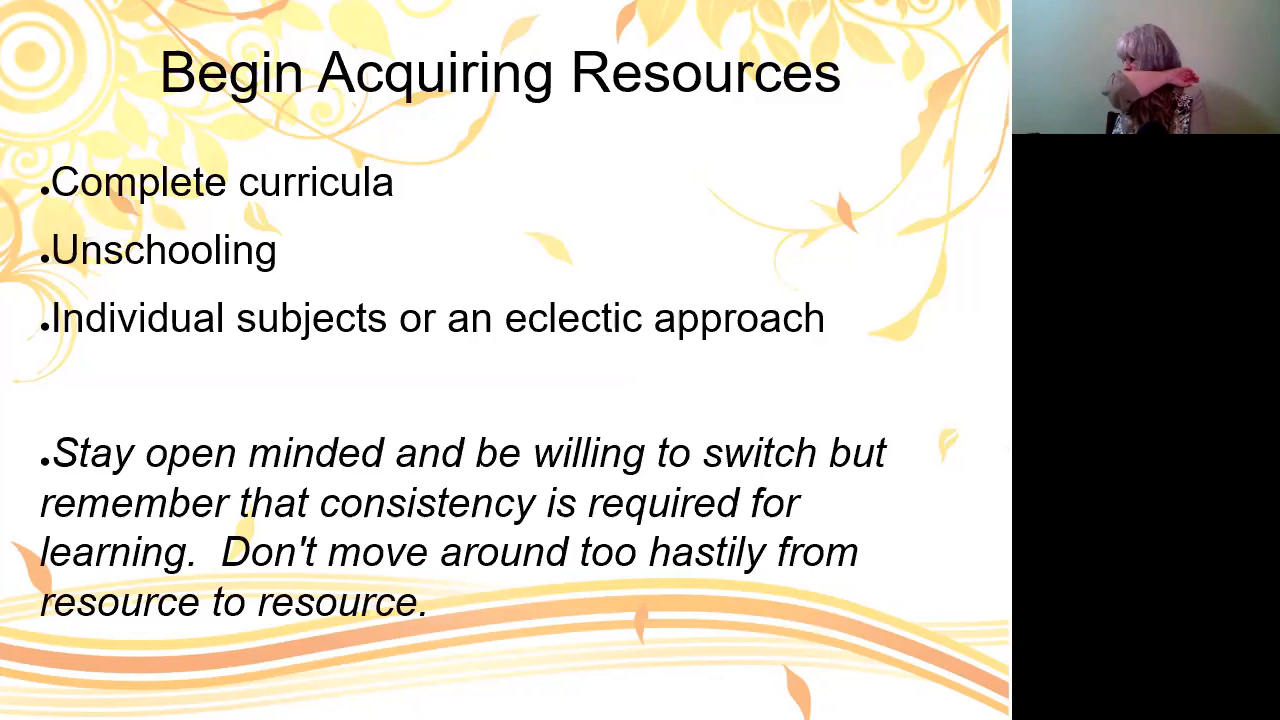 Begin Acquiring Resources
●Complete curricula
●Unschooling
●Individual subjects or an eclectic approach
●Stay open minded and be willing to switch but
remember that consistency is required for
learning.  Don't move around too hastily from
resource to resource.